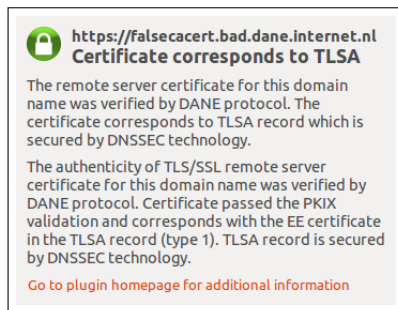 https://falsecacert.bad.dane.internet.nl
Certificate corresponds to TLSA
The remote server certificate for this domain
name was verified by DANE protocol. The
certificate corresponds to TLSA record which is
secured by DNSSEC technology.
The authenticity of TLS/SSL remote server
certificate for this domain name was verified by
DANE protocol. Certificate passed the PKIX
validation and corresponds with the EE certificate
in the TLSA record (type 1). TLSA record is secured
by DNSSEC technology.
Go to plugin homepage for additional information